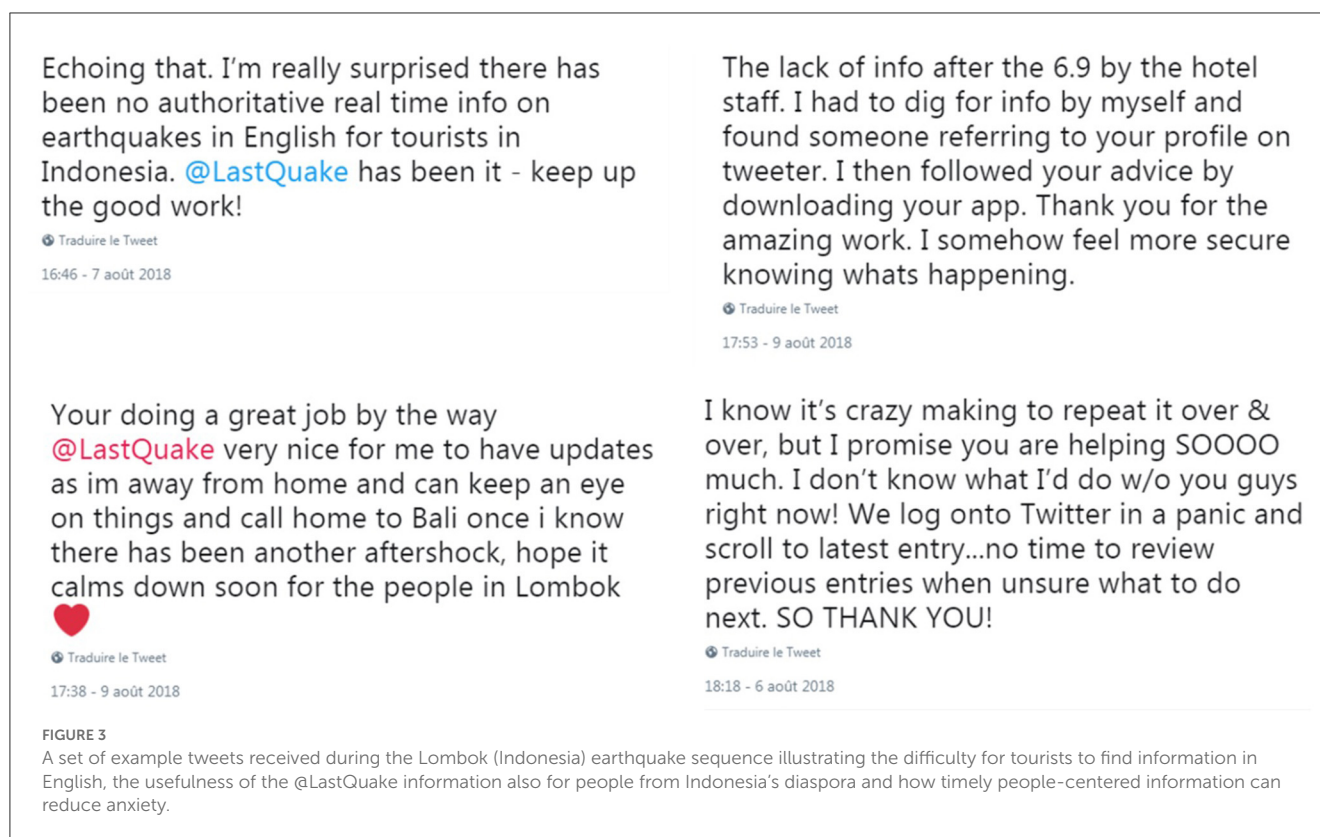 Echoing that. I'm really surprised there has
been no authoritative real time info on
earthquakes in English for tourists in
Indonesia. @LastQuake has been it - keep up
the good work!
Traduire le Tweet
16:46 - 7 août 2018
The lack of info after the 6.9 by the hotel
staff. I had to dig for info by myself and
found someone referring to your profile on
tweeter. I then followed your advice by
downloading your app. Thank you for the
amazing work. I somehow feel more secure
knowing whats happening.
Traduire le Tweet
17:53 - 9 août 2018
Your doing a great job by the way
@LastQuake very nice for me to have updates
as im away from home and can keep an eye
on things and call home to Bali once i know
there has been another aftershock, hope it
calms down soon for the people in Lombok
Traduire le Tweet
17:38 - 9 août 2018
I know it's crazy making to repeat it over &
over, but I promise you are helping SOOOO
much. I don't know what I'd do w/o you guys
right now! We log onto Twitter in a panic and
scroll to latest entry...no time to review
previous entries when unsure what to do
next. SO THANK YOU!
Traduire le Tweet
18:18 - 6 août 2018
FIGURE 3
A set of example tweets received during the Lombok (Indonesia) earthquake sequence illustrating the difficulty for tourists to find information in
English, the usefulness of the @LastQuake information also for people from Indonesia's diaspora and how timely people-centered information can
reduce anxiety.